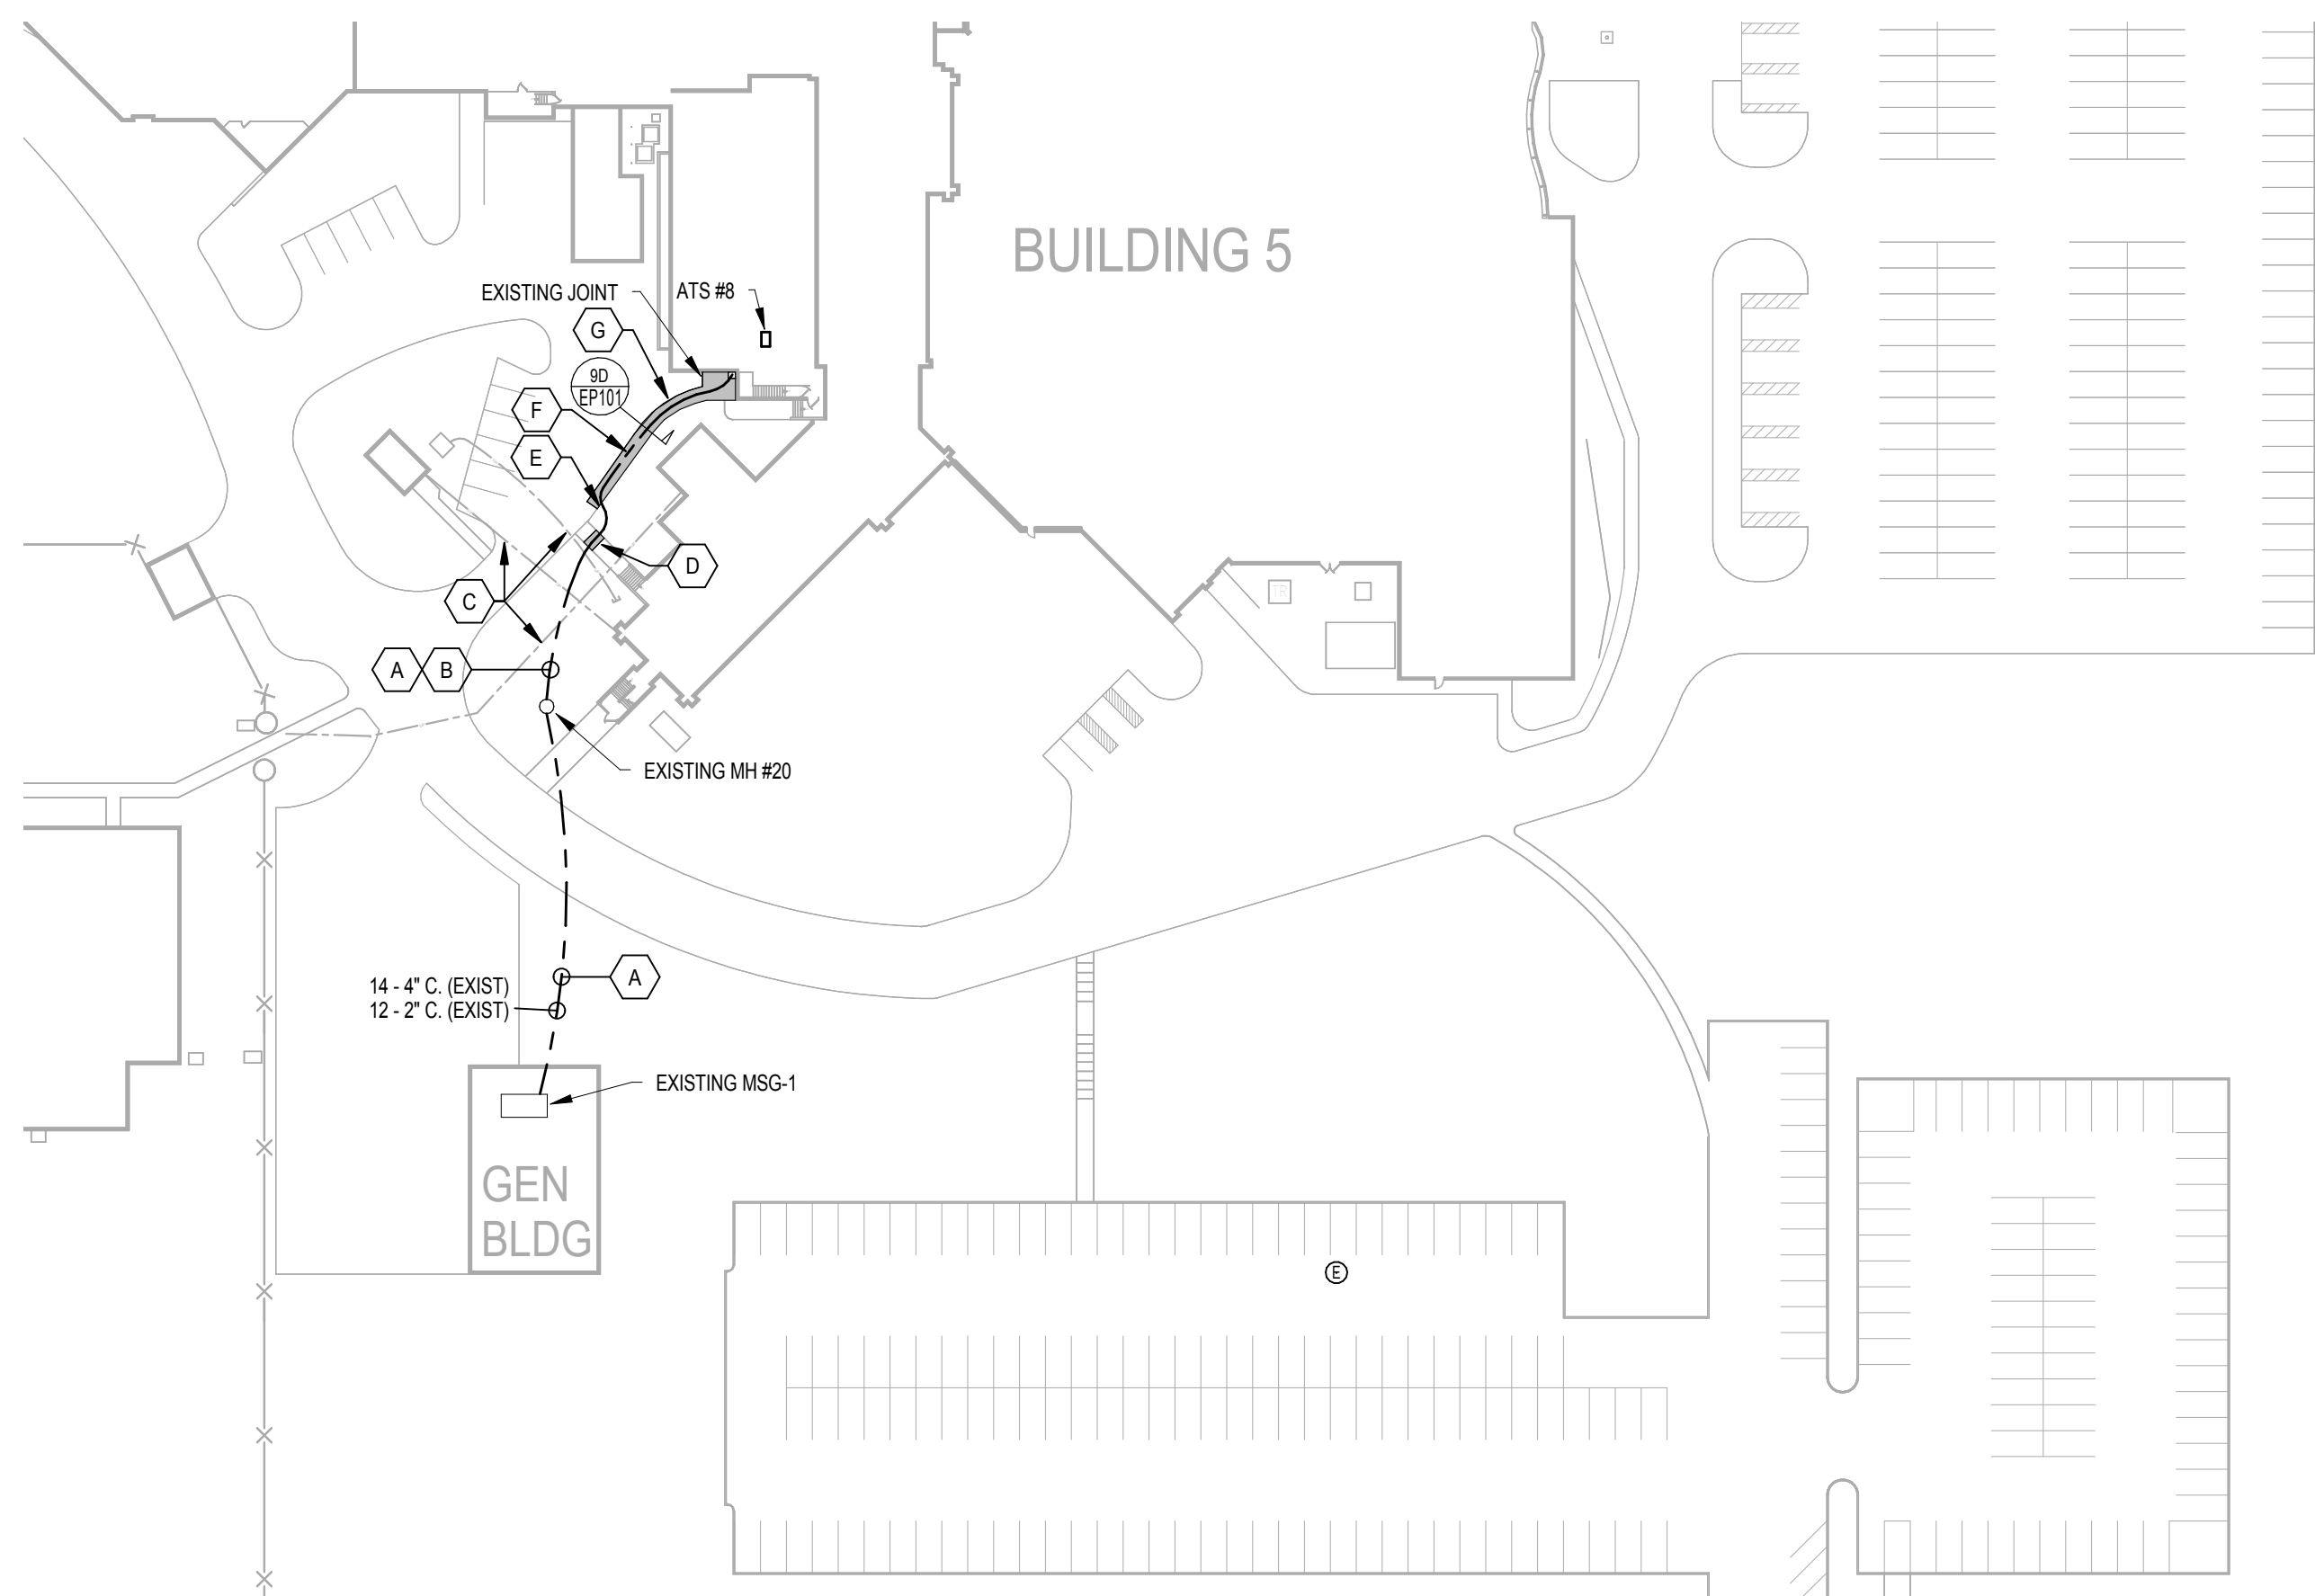 BUILDING 5
EXISTING JOINT
ATS #8
G
9D
EP101
F
E
D
C
TR
A
B
EXISTING MH #20
A
14 - 4" C. (EXIST)
12 - 2" C. (EXIST)
EXISTING MSG-1
GEN
BLDG
E